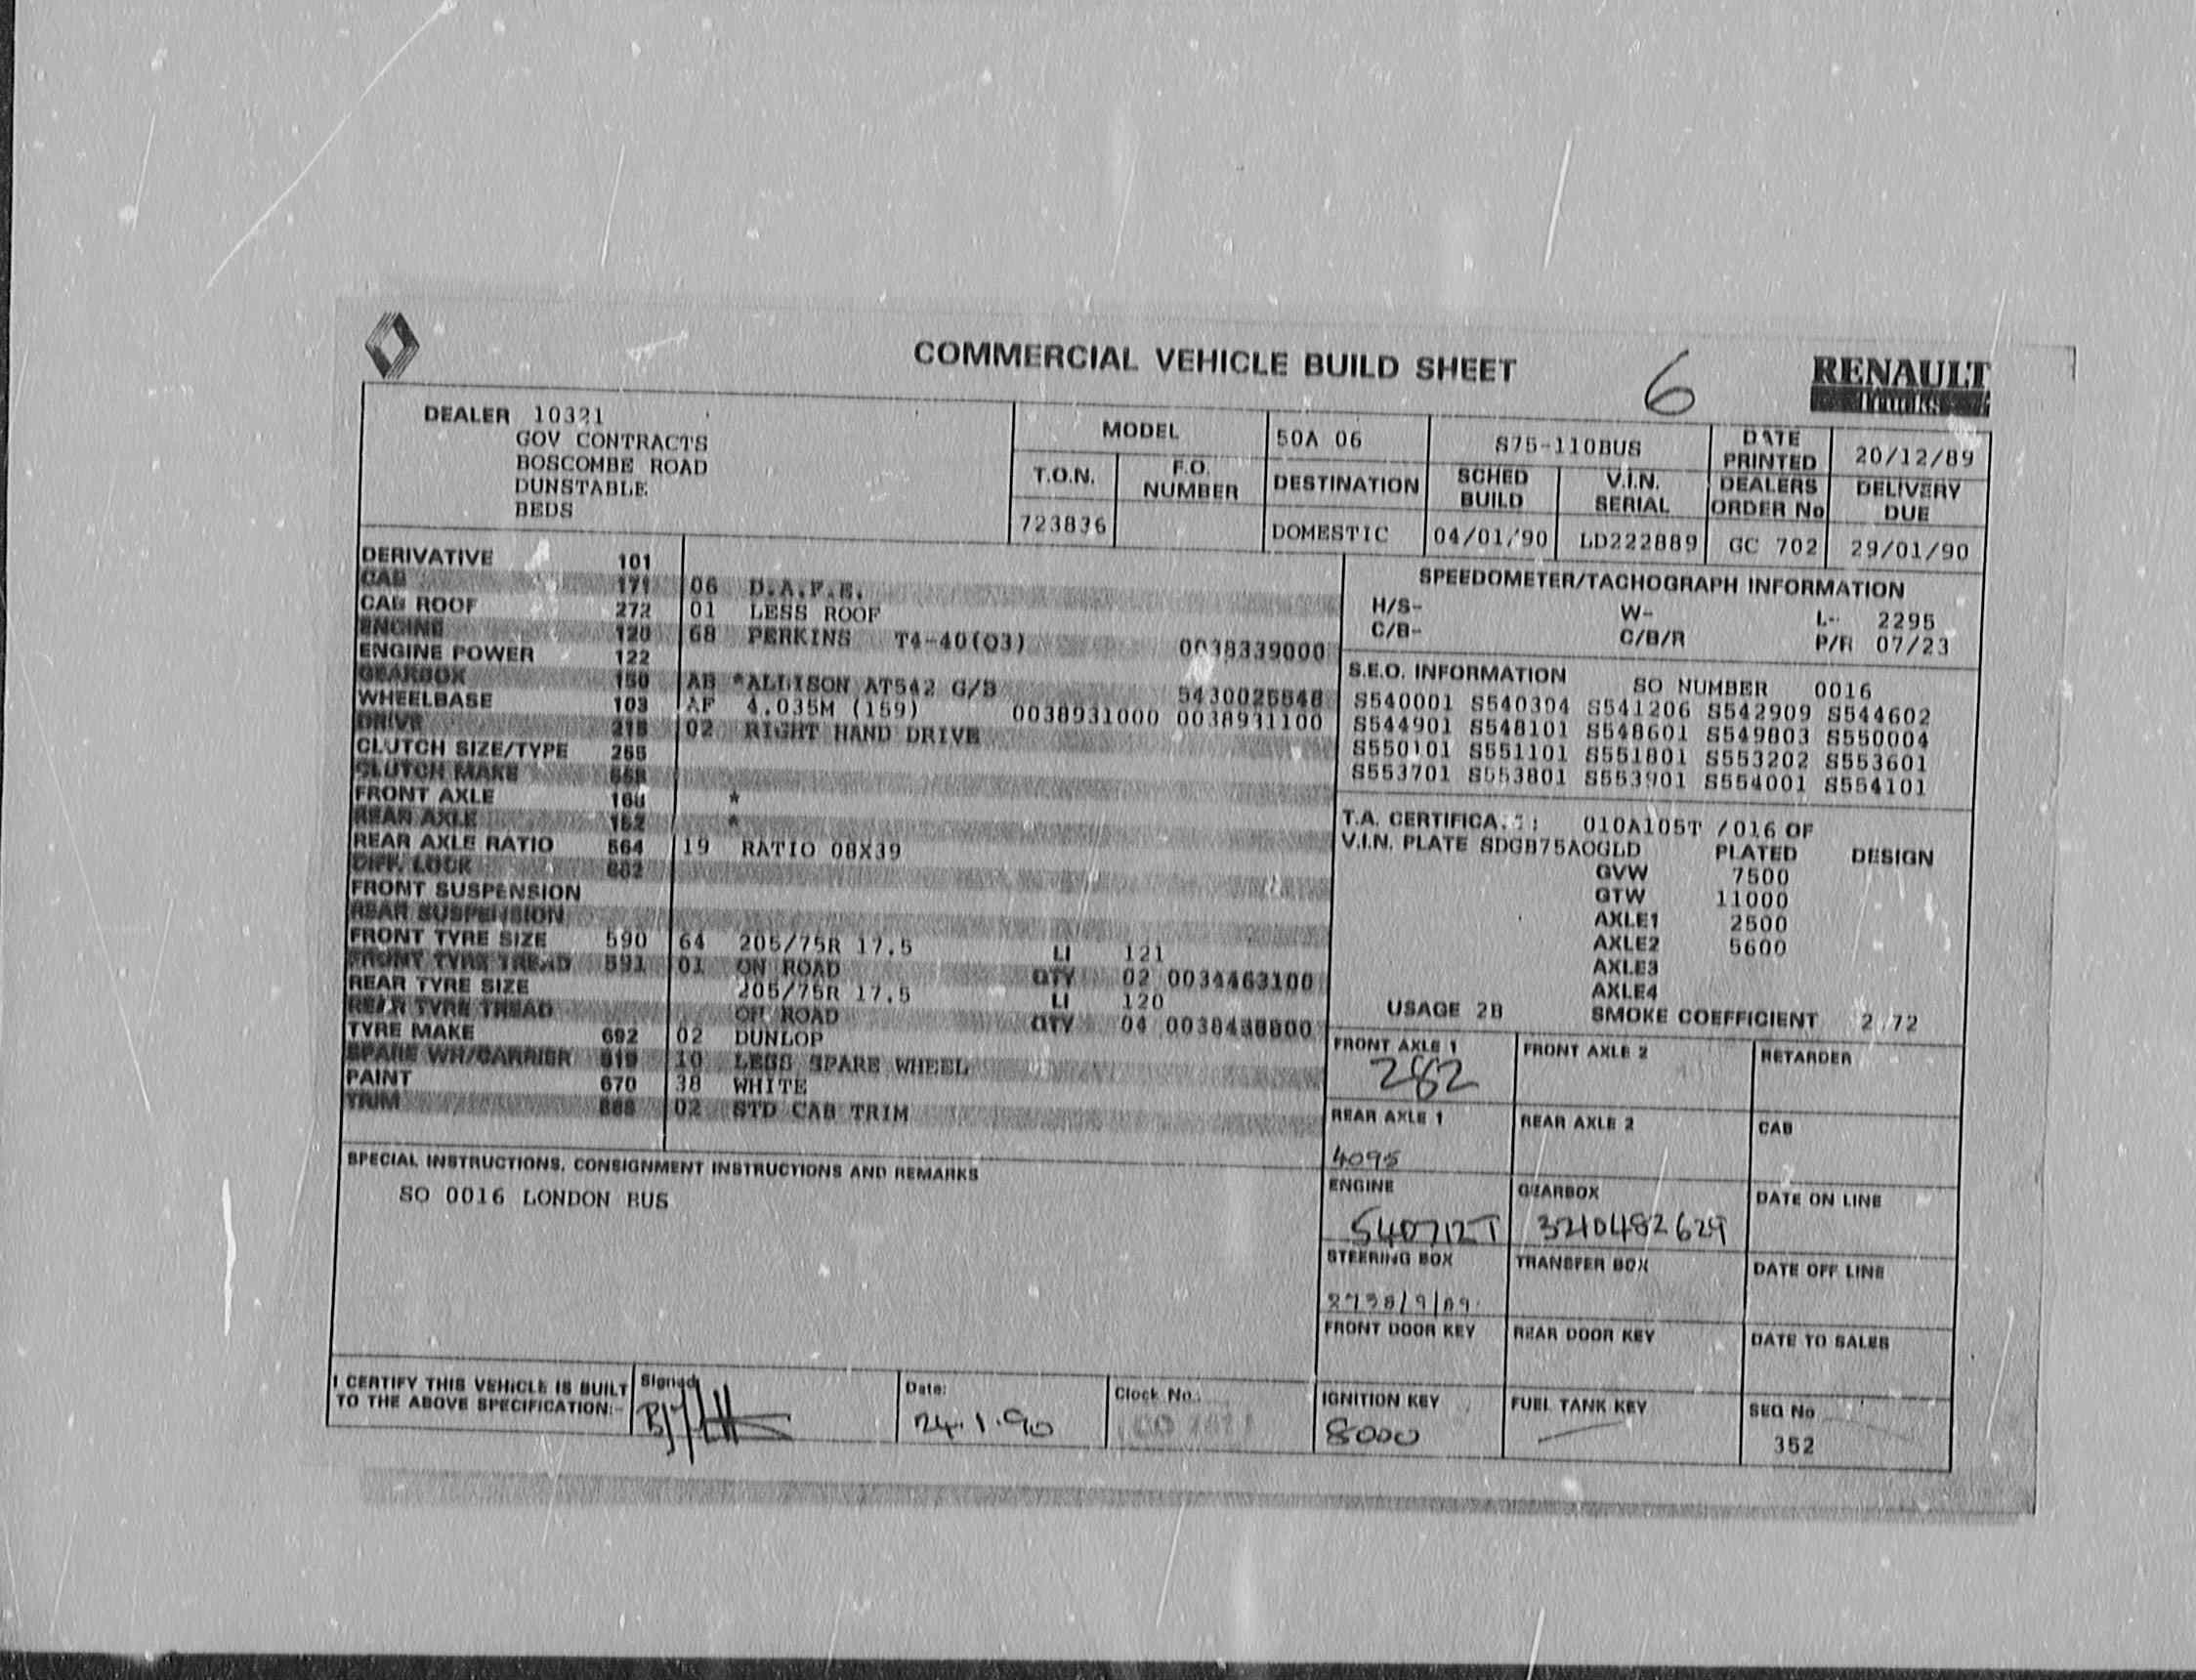 COMMERCIAL VEHICLE BUILD SHEET
6
RENAULT
Trucks
DEALER 10321
GOV CONTRACTS
BOSCOMBE ROAD
DUNSTABLE
BEDS
MODEL 50A 06 S75-110BUS DATE PRINTED 20/12/89
T.O.N. F.O. NUMBER DESTINATION SCHED BUILD V.I.N. SERIAL DEALERS ORDER No DELIVERY DUE
723836 DOMESTIC 04/01/90 LD222889 GC 702 29/01/90
DERIVATIVE 101
CAB 171 06 D.A.F.E.
CAB ROOF 272 01 LESS ROOF
ENGINE 120 68 PERKINS T4-40(03) 0038339000
ENGINE POWER 122
GEARBOX 150 AB *ALLISON AT542 G/B
WHEELBASE 103 AF 4.035M (159) 0038931000 0038931100
DRIVE 02 RIGHT HAND DRIVE
CLUTCH SIZE/TYPE 265
CLUTCH MAKE
FRONT AXLE *
REAR AXLE 152 *
REAR AXLE RATIO 564 19 RATIO 08X39
DIFF. LOCK
FRONT SUSPENSION
REAR SUSPENSION
FRONT TYRE SIZE 590 64 205/75R 17.5 LI 121
FRONT TYRE TREAD 591 01 ON ROAD QTY 02 0034463100
REAR TYRE SIZE 205/75R 17.5 LI 120
REAR TYRE TREAD ROAD QTY 04
TYRE MAKE 692 02 DUNLOP
SPARE WH/CARRIER 10 LESS SPARE WHEEL
PAINT 670 38 WHITE
TRIM 02 STD CAB TRIM
SPEEDOMETER/TACHOGRAPH INFORMATION
H/S- W- L- 2295
C/B- C/B/R P/R 07/23
S.E.O. INFORMATION SO NUMBER 0016
S540001 S540304 S541206 S542909 S544602
S544901 S548101 S548601 S549803 S550004
S550101 S551101 S551801 S553202 S553601
S553701 S553801 S553901 S554001 S554101
T.A. 010A105T /016 OF
V.I.N. PLATE SDGB75AOGLD PLATED DESIGN
GVW 7500
GTW 11000
AXLE1 2500
AXLE2 5600
AXLE3
AXLE4
USAGE 2B SMOKE COEFFICIENT 2 72
FRONT AXLE 1 FRONT AXLE 2 RETARDER
282
REAR AXLE 1 REAR AXLE 2 CAB
4095
ENGINE GEARBOX DATE ON LINE
540712T 3210482629
STEERING BOX TRANSFER BOX DATE OFF LINE
FRONT DOOR KEY REAR DOOR KEY DATE TO SALES
IGNITION KEY FUEL TANK KEY SEQ No
8000 352
SPECIAL INSTRUCTIONS, CONSIGNMENT INSTRUCTIONS AND REMARKS
SO 0016 LONDON BUS
I CERTIFY THIS VEHICLE IS BUILT
TO THE ABOVE SPECIFICATION:-
Signed
Date:
24.1.90
Clock No.